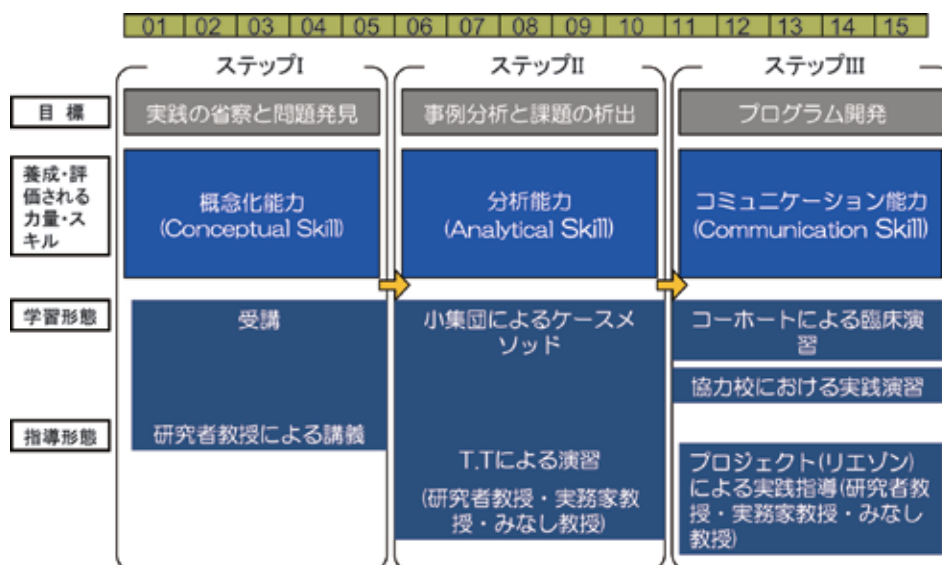 01 02 03 04 05 06 07 08 09 10 11 12 13 14 15
ステップI
ステップII
ステップIII
目 標
実践の省察と問題発見
事例分析と課題の析出
プログラム開発
養成・評
価される
力量・ス
キル
概念化能力
(Conceptual Skill)
分析能力
(Analytical Skill)
コミュニケーション能力
(Communication Skill)
学習形態
受講
小集団によるケースメ
ソッド
コーホートによる臨床演
習
協力校における実践演習
指導形態
研究者教授による講義
T.Tによる演習
(研究者教授・実務家教
授・みなし教授)
プロジェクト(リエゾン)
による実践指導(研究者教
授・実務家教授・みなし
教授)